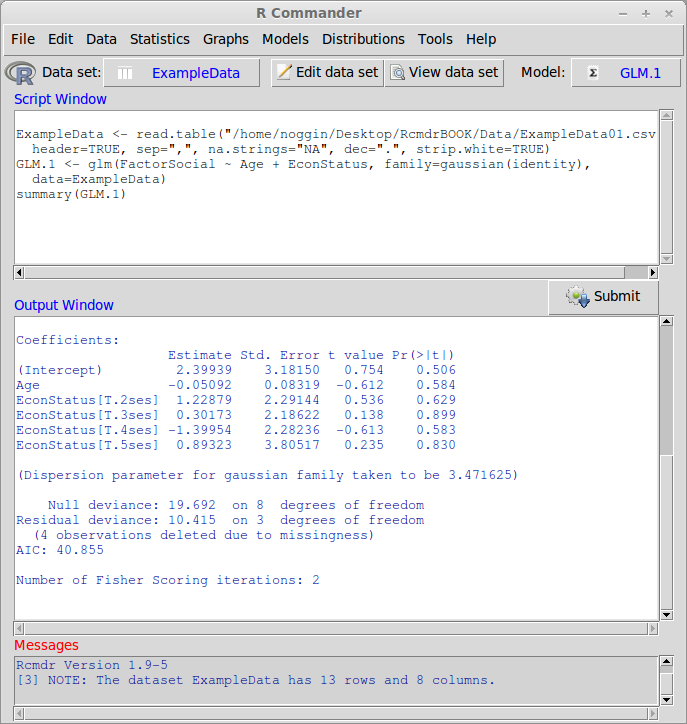 R Commander
File Edit Data Statistics Graphs Models Distributions Tools Help
R Data set: ExampleData Edit data set View data set Model: Σ GLM.1
Script Window
ExampleData <- read.table("/home/noggin/Desktop/RcmdrBOOK/Data/ExampleData01.csv
  header=TRUE, sep=",", na.strings="NA", dec=".", strip.white=TRUE)
GLM.1 <- glm(FactorSocial ~ Age + EconStatus, family=gaussian(identity),
  data=ExampleData)
summary(GLM.1)
Submit
Output Window
Coefficients:
                   Estimate Std. Error t value Pr(>|t|)
(Intercept)         2.39939    3.18150   0.754    0.506
Age                -0.05092    0.08319  -0.612    0.584
EconStatus[T.2ses]  1.22879    2.29144   0.536    0.629
EconStatus[T.3ses]  0.30173    2.18622   0.138    0.899
EconStatus[T.4ses] -1.39954    2.28236  -0.613    0.583
EconStatus[T.5ses]  0.89323    3.80517   0.235    0.830
(Dispersion parameter for gaussian family taken to be 3.471625)
    Null deviance: 19.692  on 8  degrees of freedom
Residual deviance: 10.415  on 3  degrees of freedom
  (4 observations deleted due to missingness)
AIC: 40.855
Number of Fisher Scoring iterations: 2
Messages
Rcmdr Version 1.9-5
[3] NOTE: The dataset ExampleData has 13 rows and 8 columns.